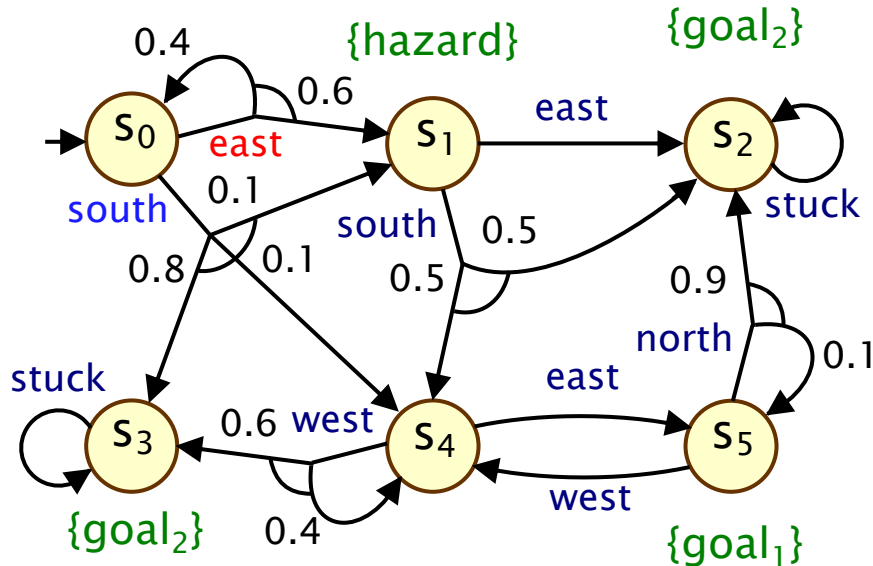 {goal₂}
{hazard}
0.4
0.6
east
s₀
s₁
s₂
east
0.1
south
south
0.5
stuck
0.8
0.1
0.5
0.9
north
0.1
stuck
east
west
0.6
s₃
s₄
s₅
west
0.4
{goal₂}
{goal₁}